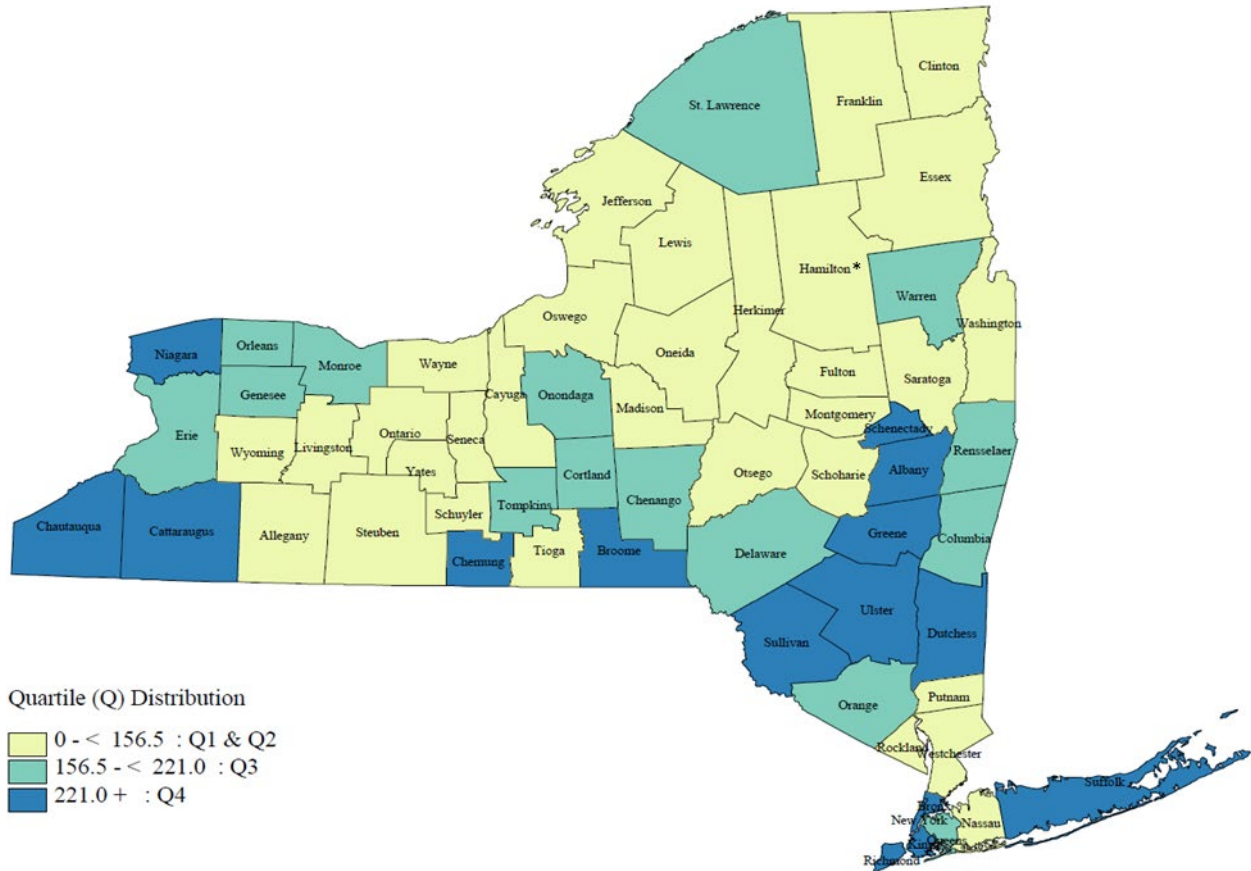 Clinton
Franklin
St. Lawrence
Essex
Jefferson
Lewis
Hamilton*
Warren
Herkimer
Washington
Oswego
Oneida
Niagara
Orleans
Monroe
Wayne
Fulton
Saratoga
Genesee
Cayuga
Onondaga
Madison
Montgomery
Schenectady
Erie
Ontario
Seneca
Wyoming
Livingston
Rensselaer
Yates
Otsego
Schoharie
Albany
Cortland
Tompkins
Chenango
Schuyler
Chautauqua
Cattaraugus
Allegany
Steuben
Greene
Columbia
Chemung
Tioga
Broome
Delaware
Ulster
Sullivan
Dutchess
Putnam
Orange
Rockland
Westchester
Suffolk
Bronx
New York
Nassau
Queens
Kings
Richmond
Quartile (Q) Distribution
0 - < 156.5 : Q1 & Q2
156.5 - < 221.0 : Q3
221.0 + : Q4